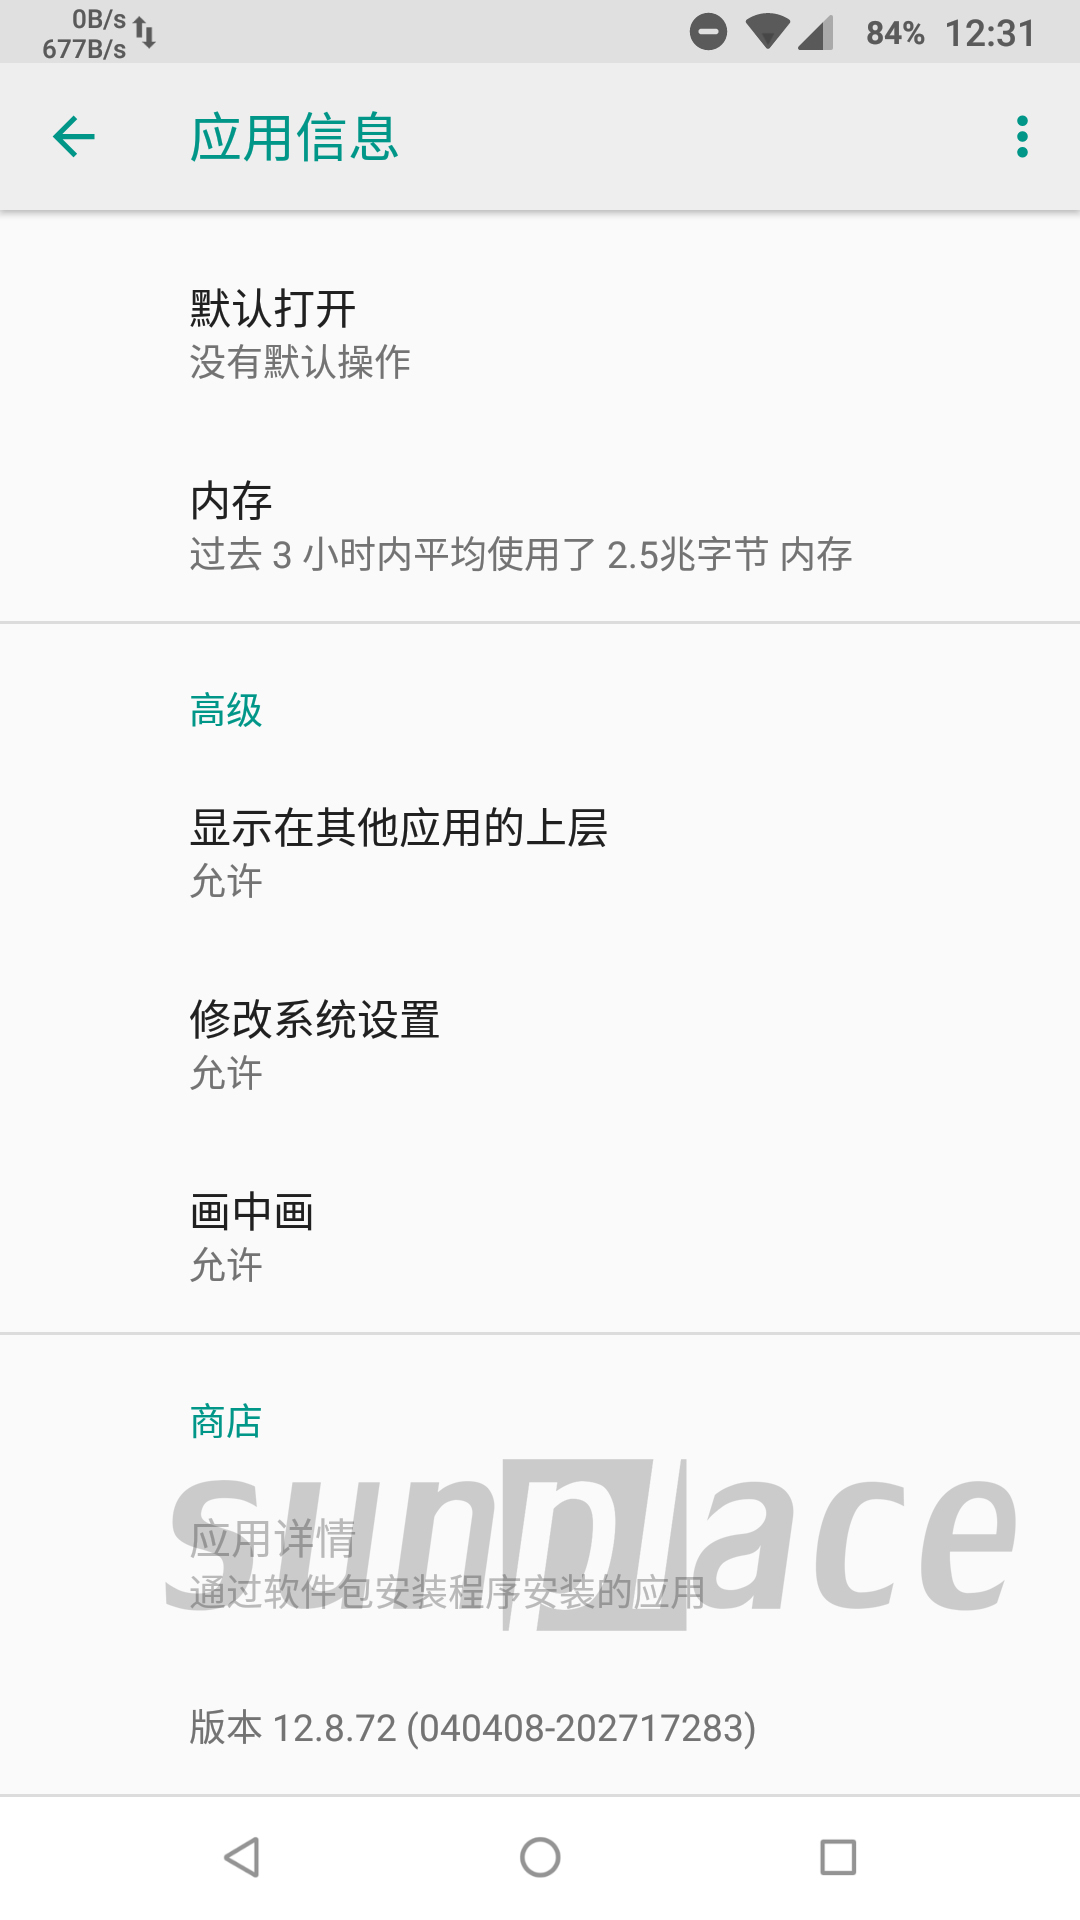 0B/s
677B/s
84% 12:31
应用信息
默认打开
没有默认操作
内存
过去 3 小时内平均使用了 2.5兆字节 内存
高级
显示在其他应用的上层
允许
修改系统设置
允许
画中画
允许
商店
sunplace
应用详情
通过软件包安装程序安装的应用
版本 12.8.72 (040408-202717283)